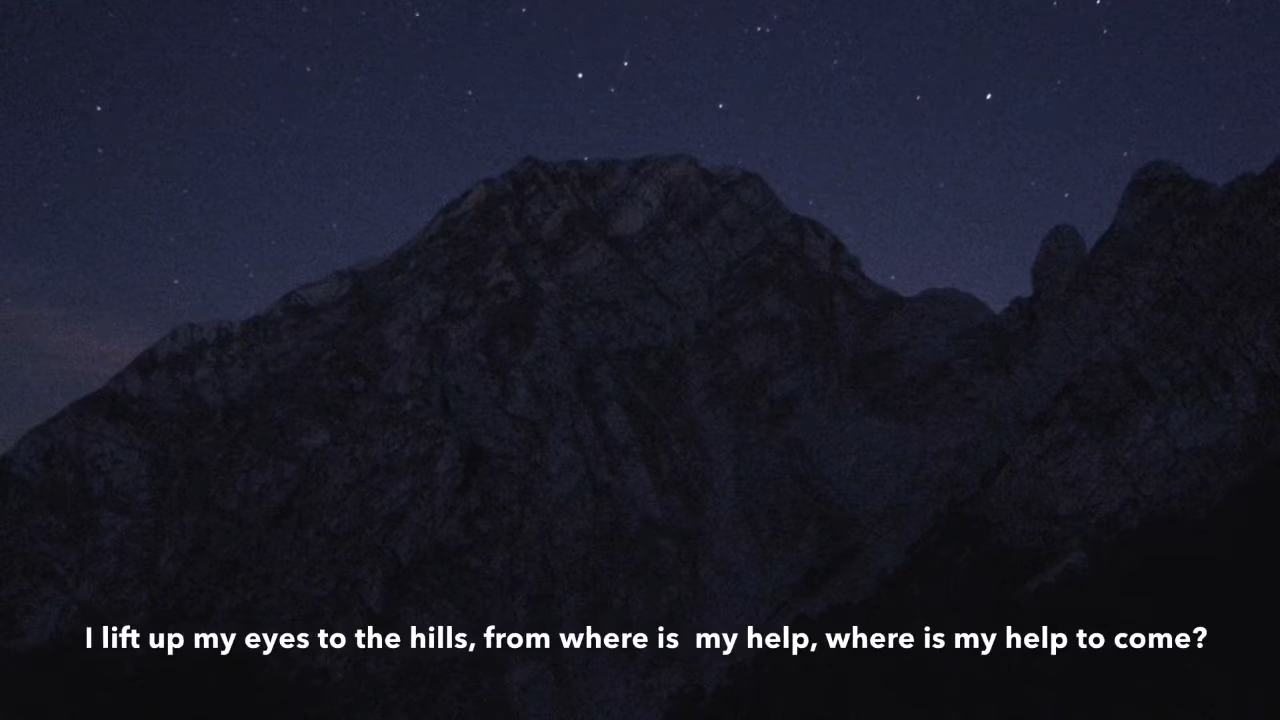 I lift up my eyes to the hills, from where is  my help, where is my help to come?